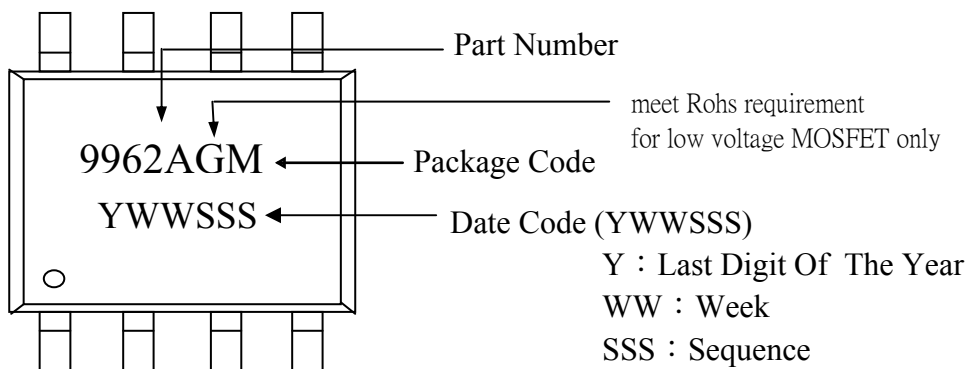 Part Number
meet Rohs requirement
for low voltage MOSFET only
9962AGM
Package Code
YWWSSS
Date Code (YWWSSS)
Y：Last Digit Of The Year
WW：Week
SSS：Sequence